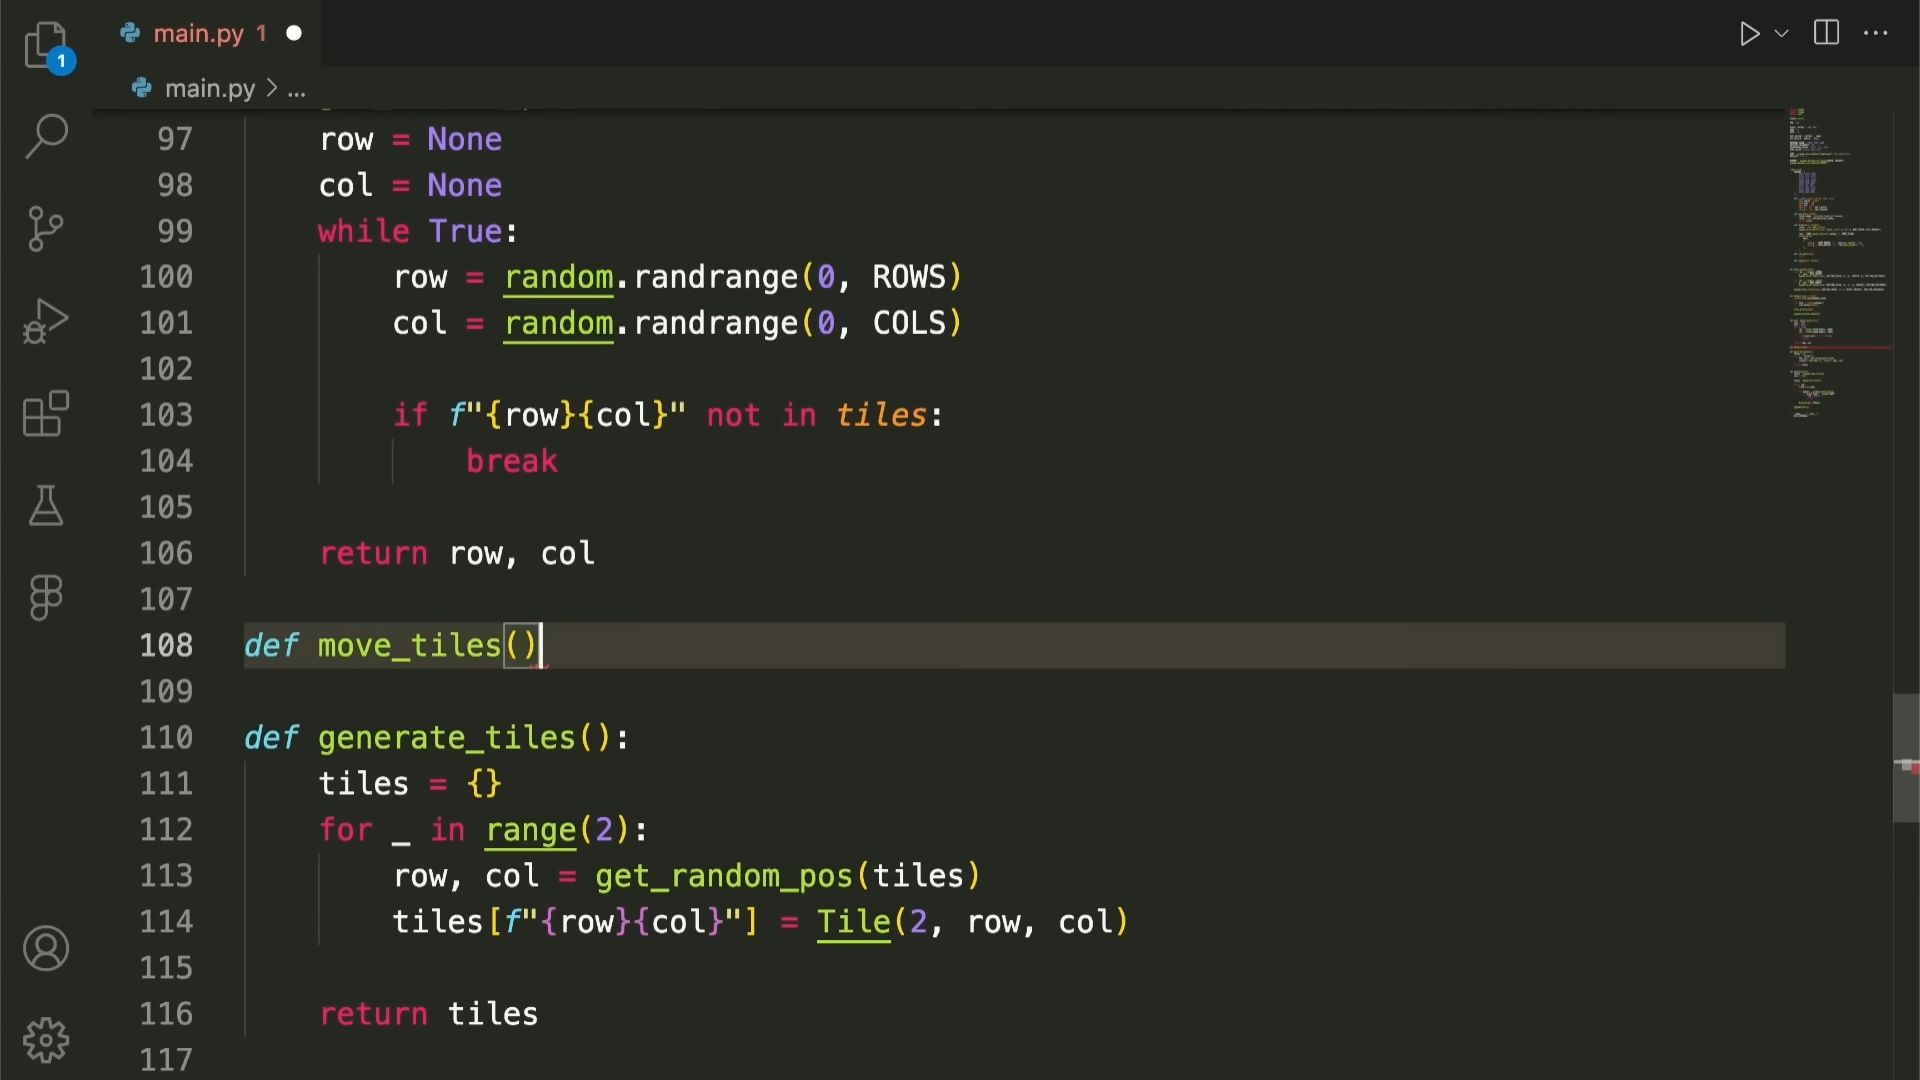 main.py 1
main.py > ...
1
97 row = None
98 col = None
99 while True:
100 row = random.randrange(0, ROWS)
101 col = random.randrange(0, COLS)
102
103 if f"{row}{col}" not in tiles:
104 break
105
106 return row, col
107
108 def move_tiles()
109
110 def generate_tiles():
111 tiles = {}
112 for _ in range(2):
113 row, col = get_random_pos(tiles)
114 tiles[f"{row}{col}"] = Tile(2, row, col)
115
116 return tiles
117